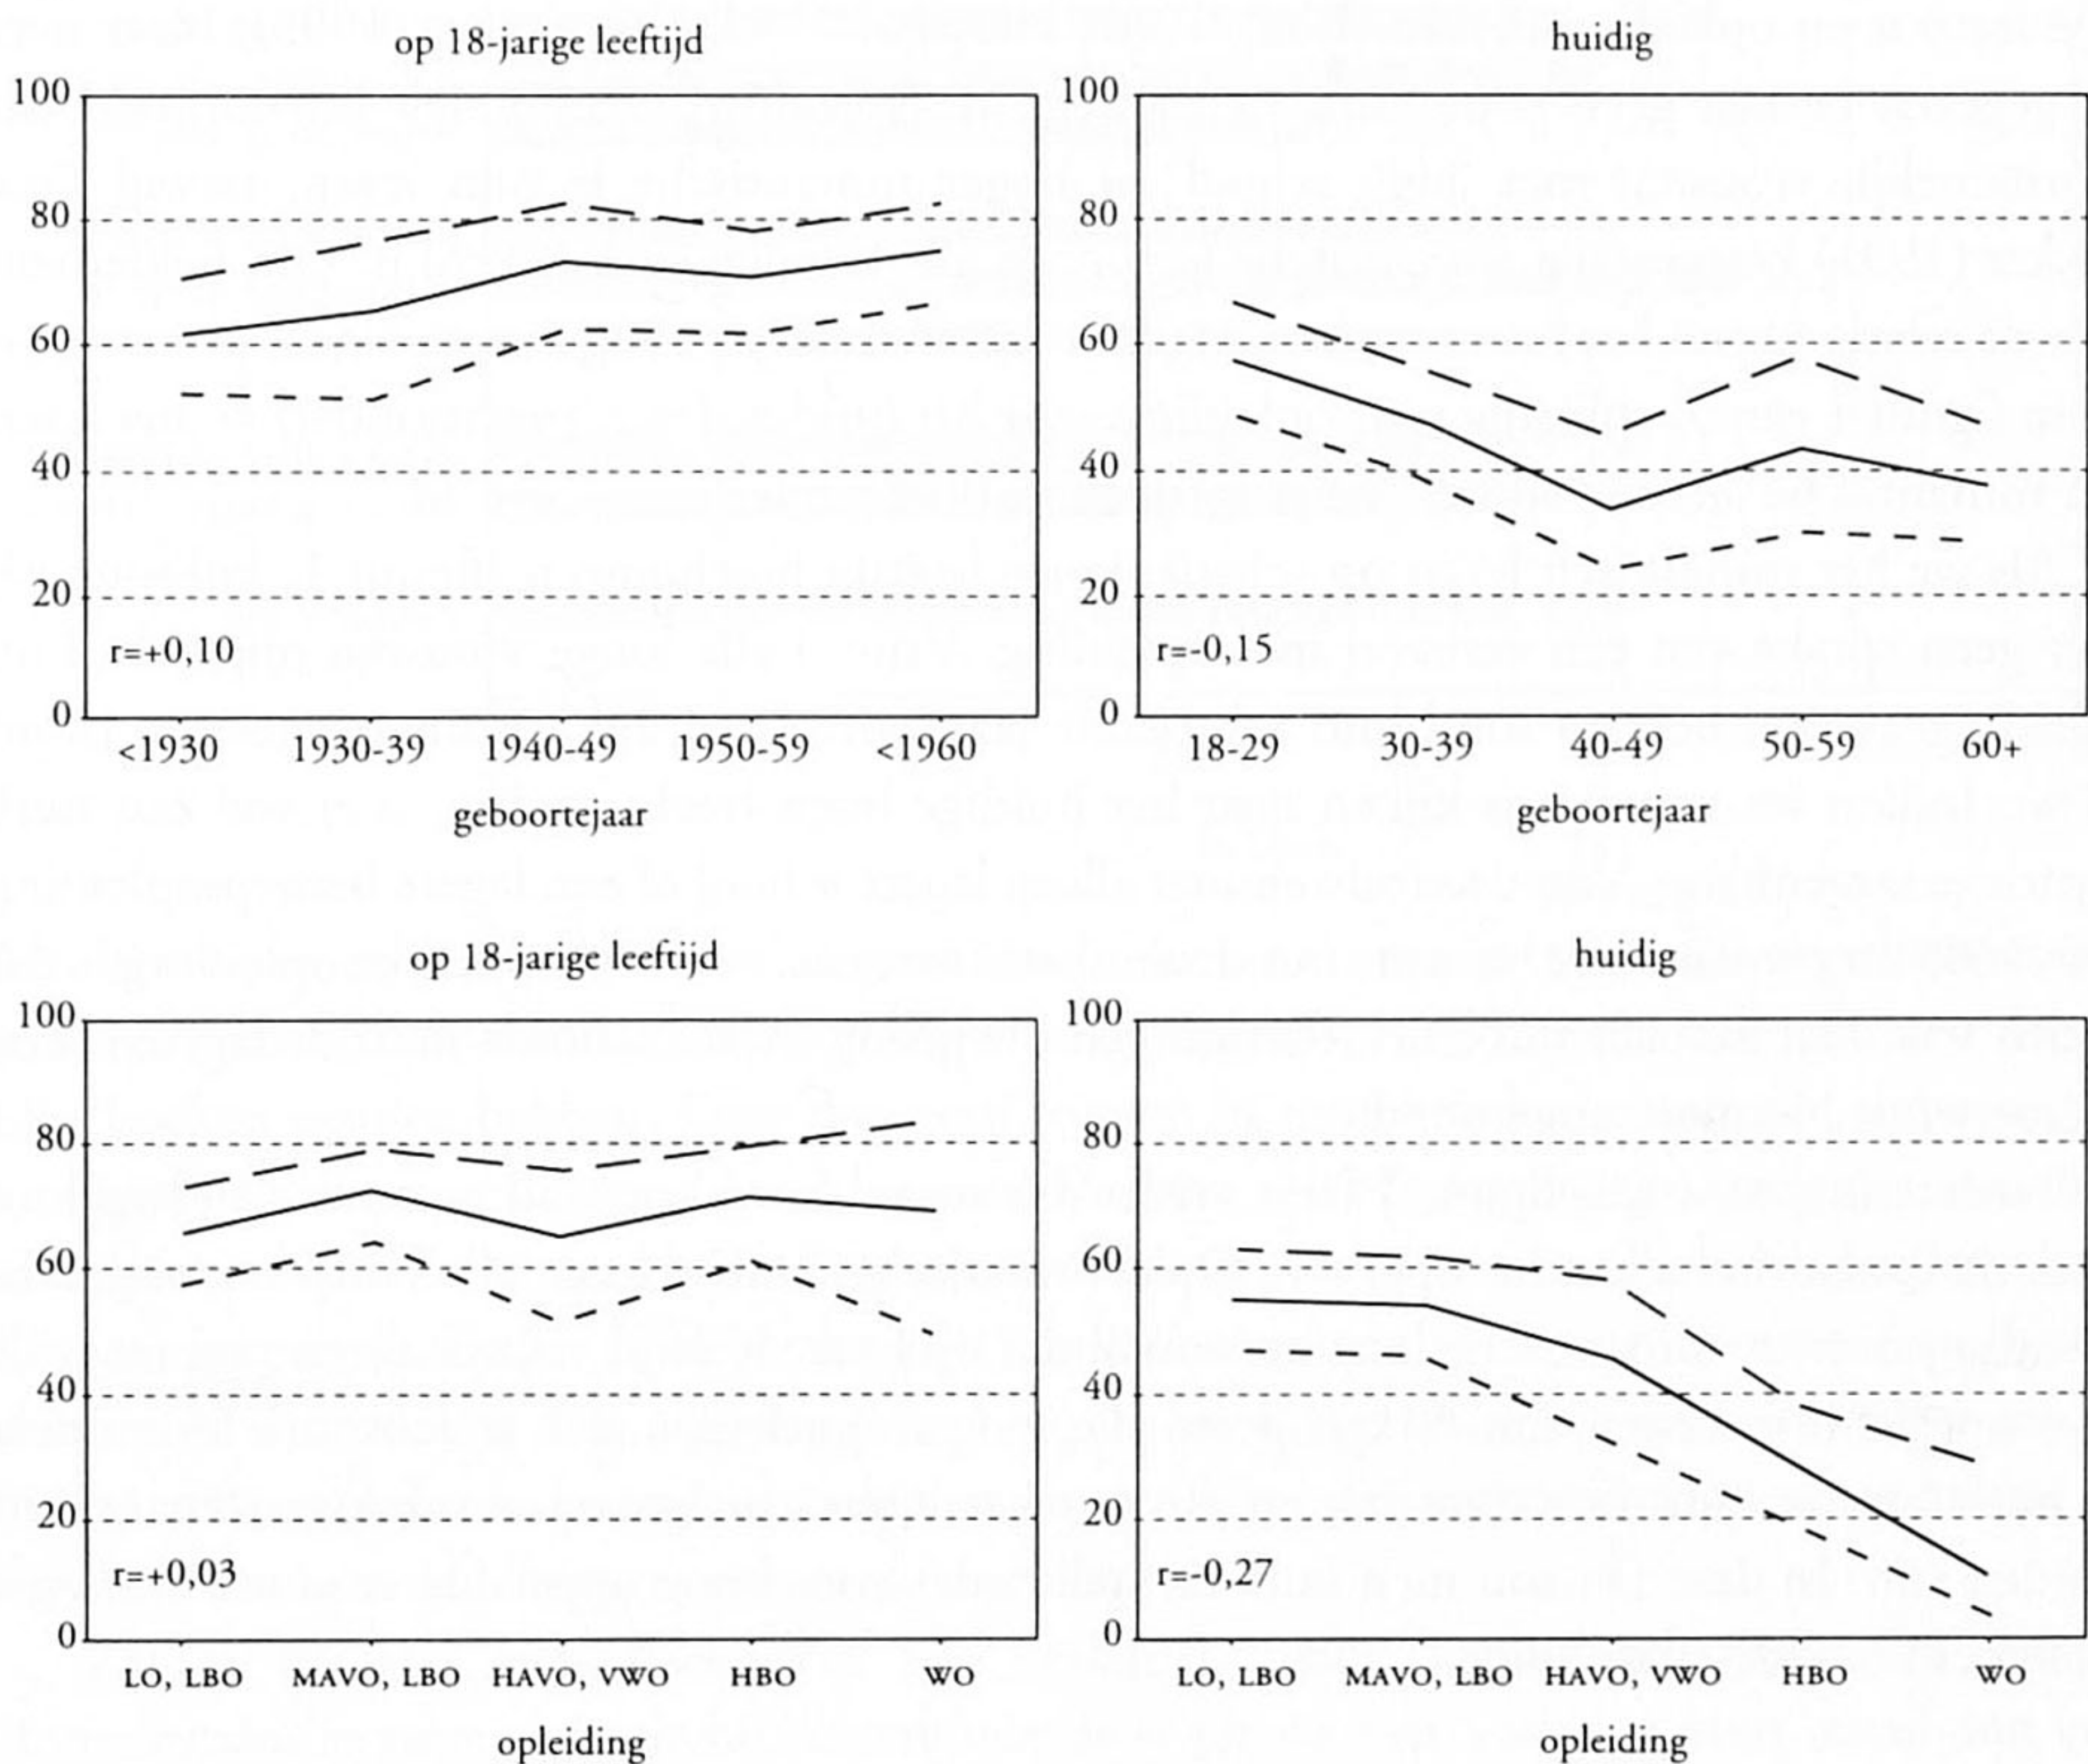 op 18-jarige leeftijd
100
80
60
40
20
0
r=+0,10
<1930 1930-39 1940-49 1950-59 <1960
geboortejaar
huidig
100
80
60
40
20
0
r=-0,15
18-29 30-39 40-49 50-59 60+
geboortejaar
op 18-jarige leeftijd
100
80
60
40
20
0
r=+0,03
LO, LBO MAVO, LBO HAVO, VWO HBO WO
opleiding
huidig
100
80
60
40
20
0
r=-0,27
LO, LBO MAVO, LBO HAVO, VWO HBO WO
opleiding